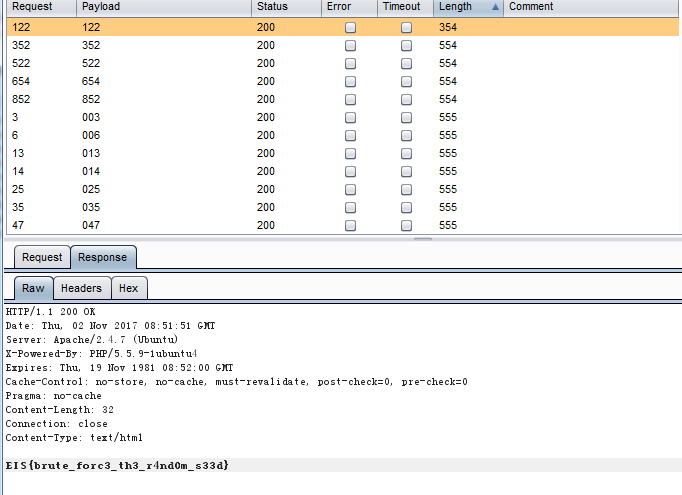 Request Payload Status Error Timeout Length Comment
122 122 200 354
352 352 200 554
522 522 200 554
654 654 200 554
852 852 200 554
3 003 200 555
6 006 200 555
13 013 200 555
14 014 200 555
25 025 200 555
35 035 200 555
47 047 200 555
Request Response
Raw Headers Hex
HTTP/1.1 200 OK
Date: Thu, 02 Nov 2017 08:51:51 GMT
Server: Apache/2.4.7 (Ubuntu)
X-Powered-By: PHP/5.5.9-1ubuntu4
Expires: Thu, 19 Nov 1981 08:52:00 GMT
Cache-Control: no-store, no-cache, must-revalidate, post-check=0, pre-check=0
Pragma: no-cache
Content-Length: 32
Connection: close
Content-Type: text/html
EIS{brute_forc3_th3_r4nd0m_s33d}